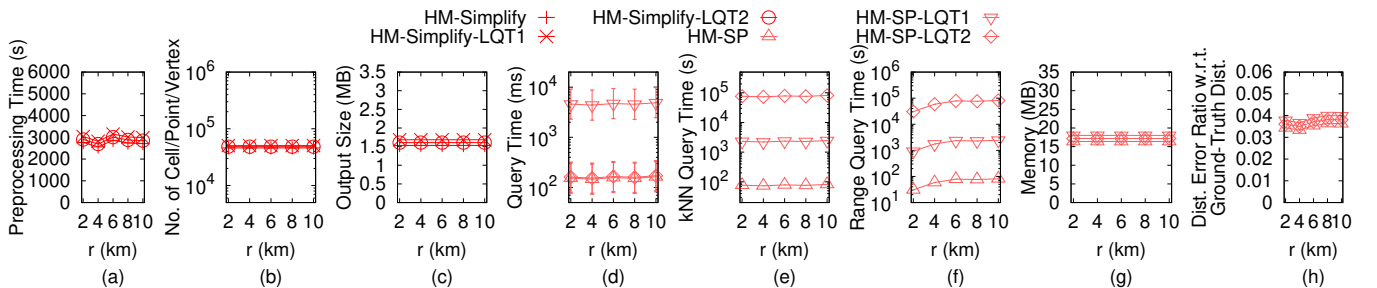 HM-Simplify
HM-Simplify-LQT1
HM-Simplify-LQT2
HM-SP
HM-SP-LQT1
HM-SP-LQT2
Preprocessing Time (s)
6000
5000
4000
3000
2000
1000
0
2 4 6 8 10
r (km)
(a)
No. of Cell/Point/Vertex
10^6
10^5
10^4
2 4 6 8 10
r (km)
(b)
Output Size (MB)
3.5
3
2.5
2
1.5
1
0.5
0
2 4 6 8 10
r (km)
(c)
Query Time (ms)
10^4
10^3
10^2
2 4 6 8 10
r (km)
(d)
kNN Query Time (s)
10^5
10^4
10^3
10^2
2 4 6 8 10
r (km)
(e)
Range Query Time (s)
10^6
10^5
10^4
10^3
10^2
10^1
2 4 6 8 10
r (km)
(f)
Memory (MB)
35
30
25
20
15
10
5
0
2 4 6 8 10
r (km)
(g)
Dist. Error Ratio w.r.t.
Ground-Truth Dist.
0.06
0.05
0.04
0.03
0.02
0.01
0
2 4 6 8 10
r (km)
(h)